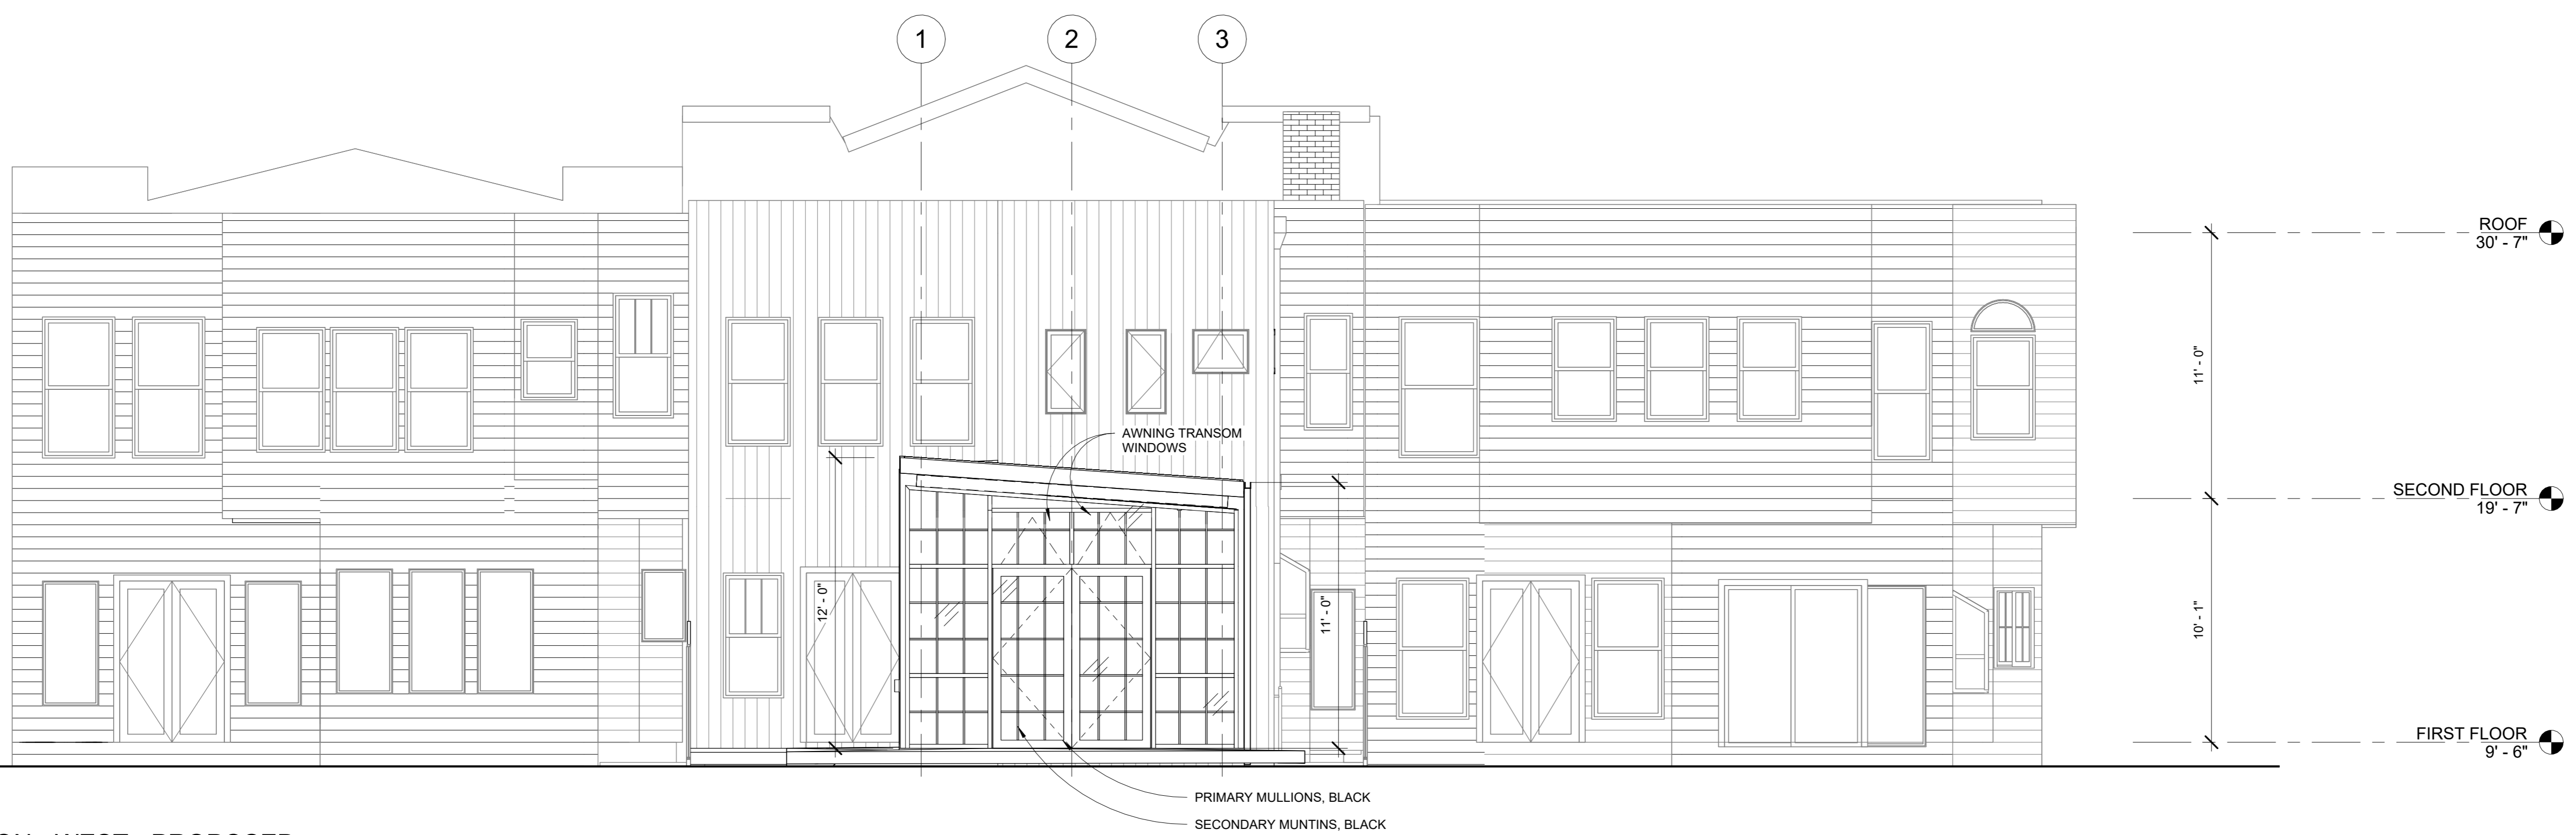 1
2
3
ROOF
30' - 7"
11' - 0"
AWNING TRANSOM
WINDOWS
SECOND FLOOR
19' - 7"
12' - 0"
11' - 0"
10' - 1"
FIRST FLOOR
9' - 6"
PRIMARY MULLIONS, BLACK
SECONDARY MUNTINS, BLACK